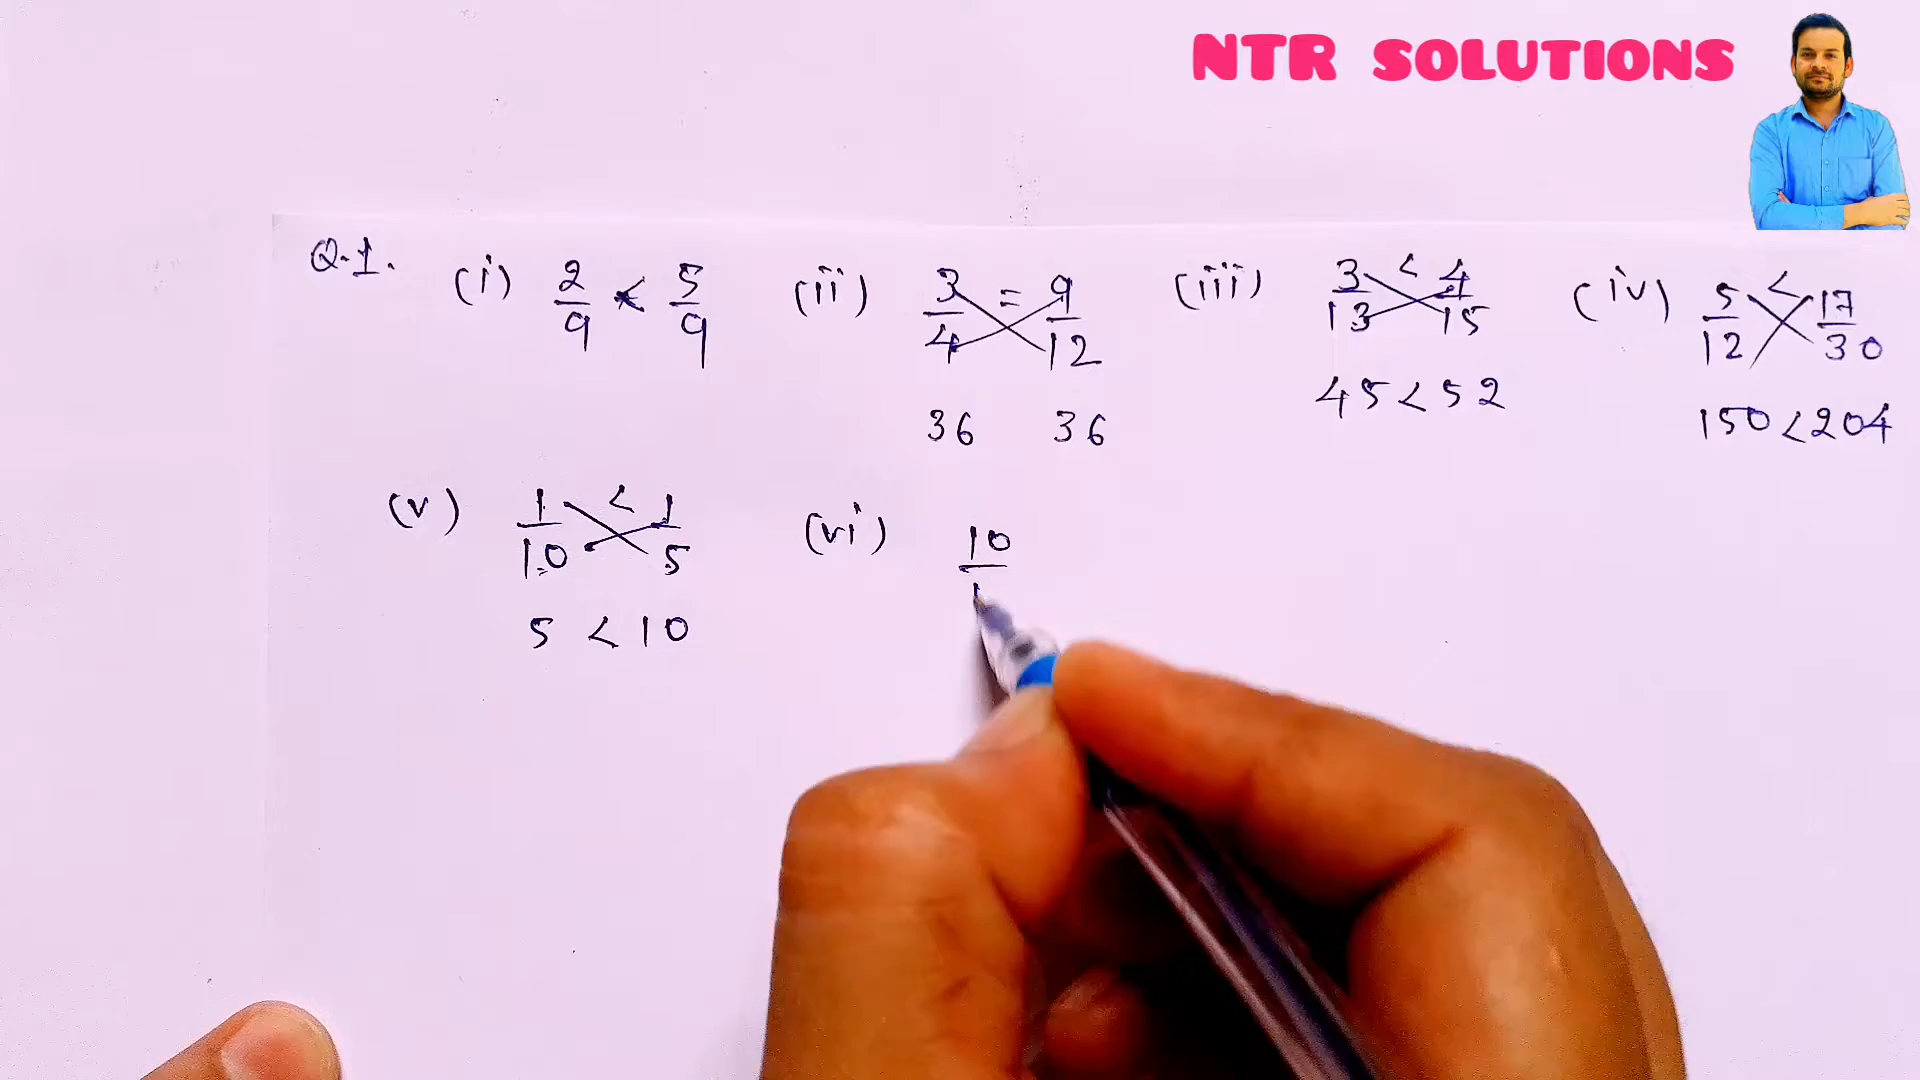 NTR SOLUTIONS
Q.1. (i) 2/9 < 5/9 (ii) 3/4 = 9/12 (iii) 3/13 < 4/15 (iv) 5/12 < 17/30
36 36 45 < 52 150 < 204
(v) 1/10 < 1/5 (vi) 10/1
5 < 10